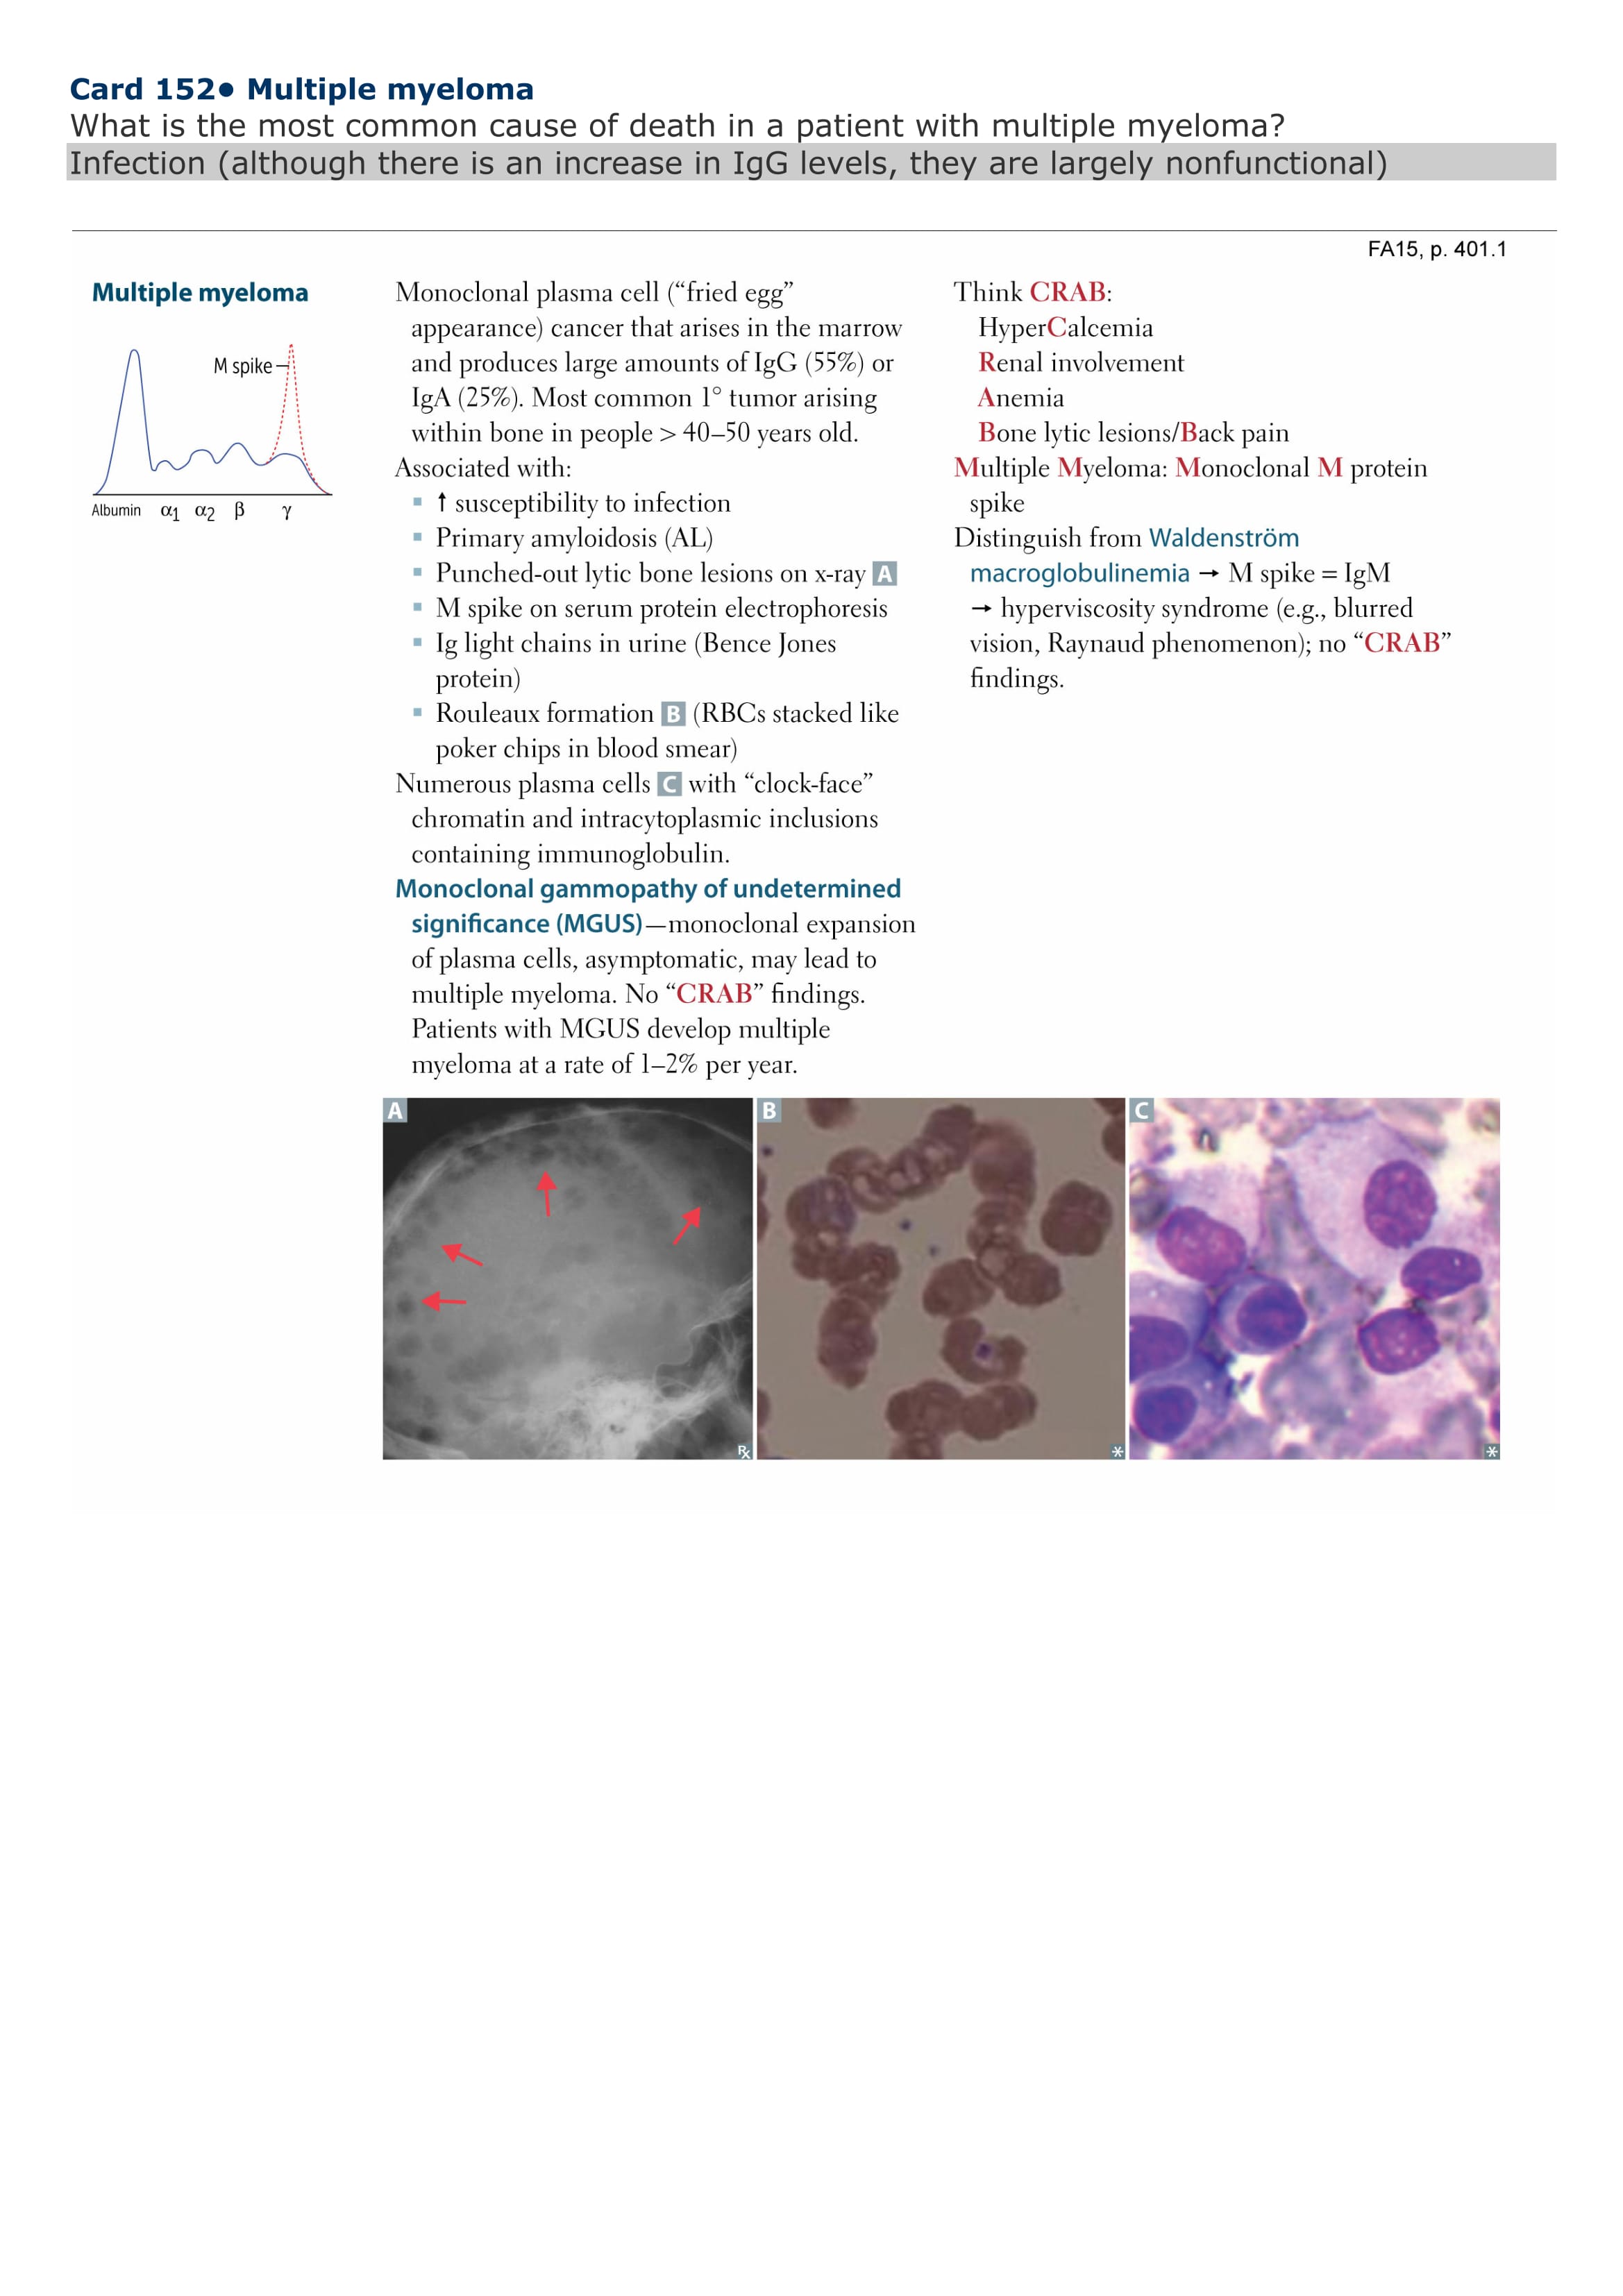 Card 152● Multiple myeloma
What is the most common cause of death in a patient with multiple myeloma?
Infection (although there is an increase in IgG levels, they are largely nonfunctional)
FA15, p. 401.1
Multiple myeloma
M spike
Albumin α1 α2 β γ
Monoclonal plasma cell (“fried egg”
appearance) cancer that arises in the marrow
and produces large amounts of IgG (55%) or
IgA (25%). Most common 1° tumor arising
within bone in people > 40–50 years old.
Associated with:
▪ ↑ susceptibility to infection
▪ Primary amyloidosis (AL)
▪ Punched-out lytic bone lesions on x-ray A
▪ M spike on serum protein electrophoresis
▪ Ig light chains in urine (Bence Jones
protein)
▪ Rouleaux formation B (RBCs stacked like
poker chips in blood smear)
Numerous plasma cells C with “clock-face”
chromatin and intracytoplasmic inclusions
containing immunoglobulin.
Monoclonal gammopathy of undetermined
significance (MGUS)—monoclonal expansion
of plasma cells, asymptomatic, may lead to
multiple myeloma. No “CRAB” findings.
Patients with MGUS develop multiple
myeloma at a rate of 1–2% per year.
Think CRAB:
HyperCalcemia
Renal involvement
Anemia
Bone lytic lesions/Back pain
Multiple Myeloma: Monoclonal M protein
spike
Distinguish from Waldenström
macroglobulinemia → M spike = IgM
→ hyperviscosity syndrome (e.g., blurred
vision, Raynaud phenomenon); no “CRAB”
findings.
A
B
C
℞
*
*